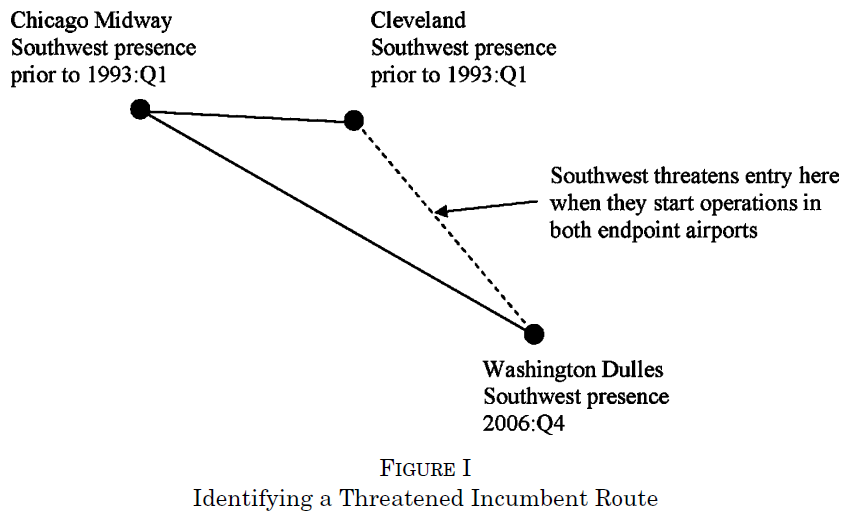 Chicago Midway
Southwest presence
prior to 1993:Q1
Cleveland
Southwest presence
prior to 1993:Q1
Southwest threatens entry here
when they start operations in
both endpoint airports
Washington Dulles
Southwest presence
2006:Q4
FIGURE I
Identifying a Threatened Incumbent Route